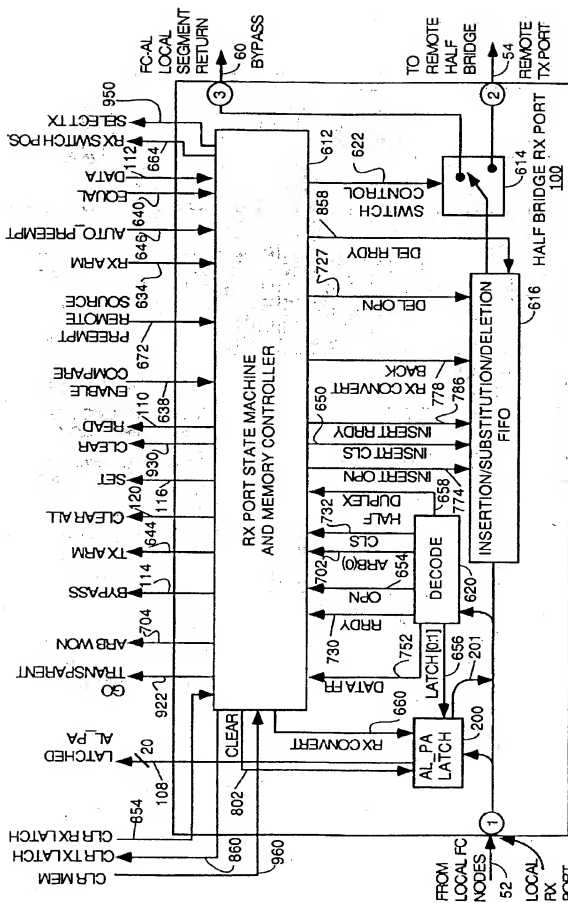 CLR MEM
960
CLR TX LATCH
860
CLR RX LATCH
854
LATCHED
AL_PA
108
20
GO
TRANSPARENT
922
ARB WON
704
BYPASS
114
TX ARM
644
CLEAR ALL
120
SET
116
CLEAR
930
READ
110
ENABLE
COMPARE
638
PREEMPT
REMOTE
SOURCE
672
RX ARM
634
AUTO_PREEMPT
646
EQUAL
640
DATA
112
RX SWITCH POS.
664
SELECT TX
950
FC-AL
LOCAL
SEGMENT
RETURN
60
BYPASS
3
RX PORT STATE MACHINE
AND MEMORY CONTROLLER
612
CLEAR
802
RX CONVERT
660
DATA FR
752
RRDY
730
OPN
654
ARB(0)
702
CLS
732
HALF
DUPLEX
658
INSERT OPN
774
INSERT CLS
650
INSERT RRDY
786
RX CONVERT
BACK
778
DEL OPN
727
DEL RRDY
858
SWITCH
CONTROL
622
TO
REMOTE
HALF
BRIDGE
54
REMOTE
TX PORT
2
614
HALF BRIDGE RX PORT
100
DECODE
620
LATCH [0:1]
656
201
AL_PA
LATCH
200
INSERTION/SUBSTITUTION/DELETION
FIFO
616
1
FROM
LOCAL FC
NODES
52
LOCAL
RX
PORT